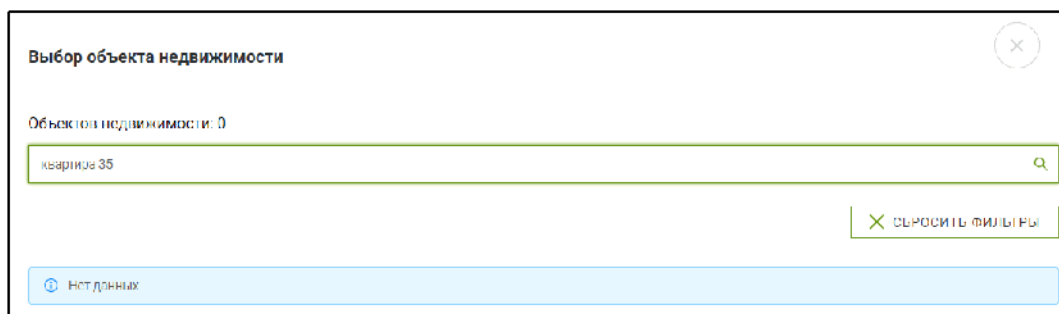 Выбор объекта недвижимости
Объектов недвижимости: 0
квартира 35
СБРОСИТЬ ФИЛЬТРЫ
Нет данных